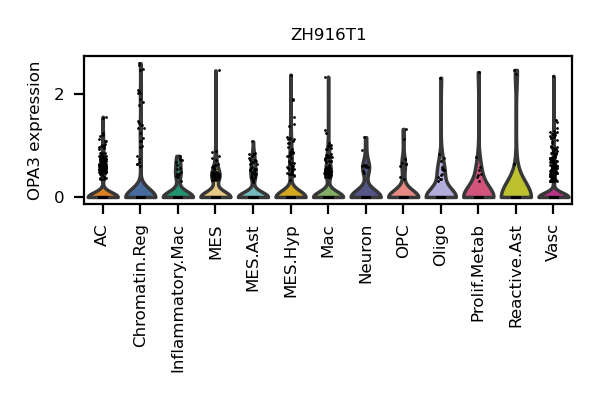 ZH916T1
OPA3 expression
2
0
AC
Chromatin.Reg
Inflammatory.Mac
MES
MES.Ast
MES.Hyp
Mac
Neuron
OPC
Oligo
Prolif.Metab
Reactive.Ast
Vasc